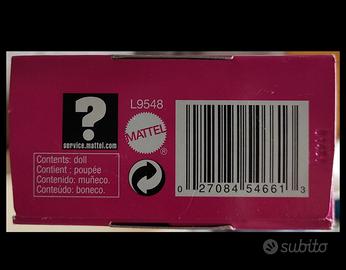 ?
service.mattel.com
Contents: doll
Contient : poupée
Contenido: muñeco.
Conteúdo: boneco.
L9548
MATTEL
®
0 27084 54661 3
subito